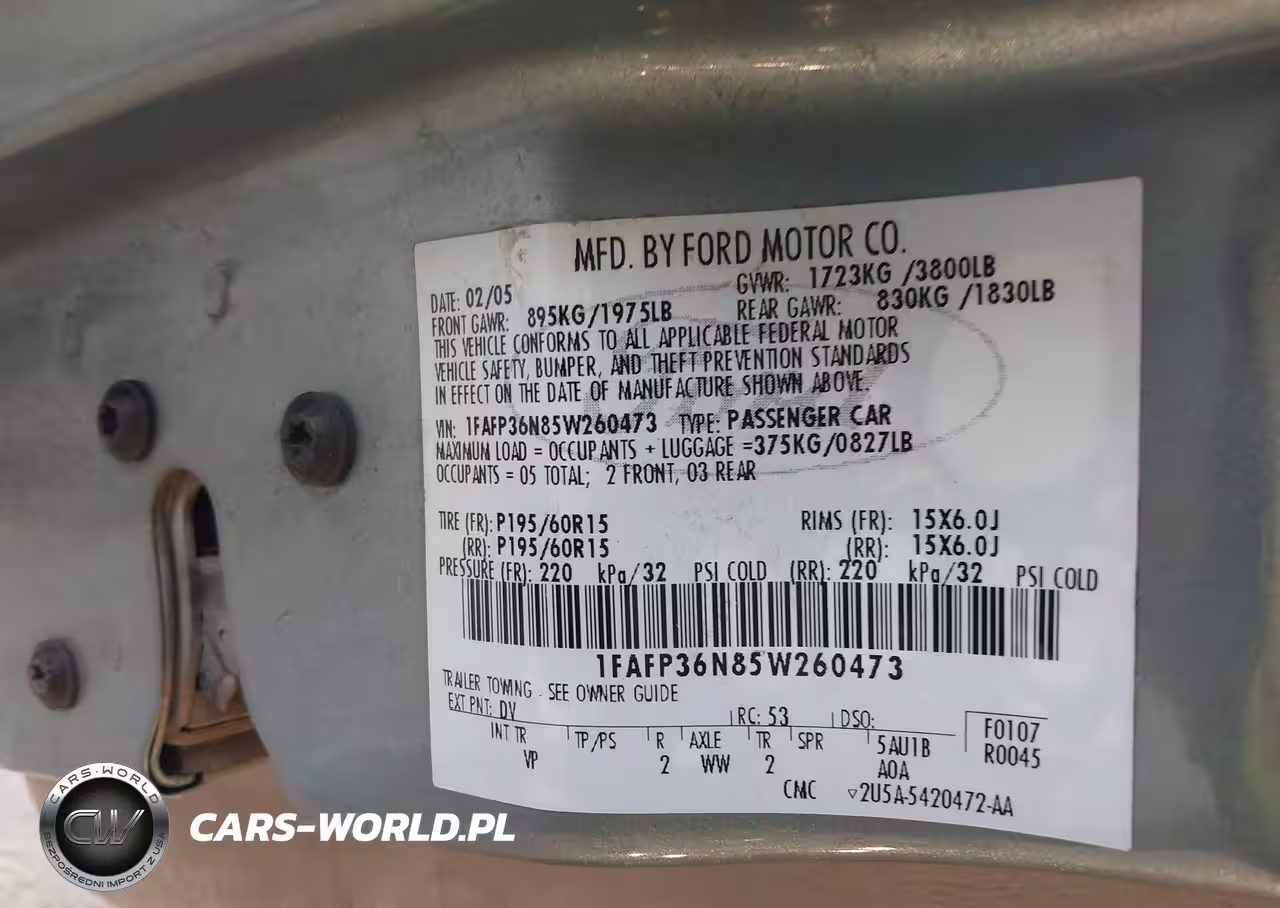 MFD. BY FORD MOTOR CO.
DATE: 02/05 GVWR: 1723KG /3800LB
FRONT GAWR: 895KG/1975LB REAR GAWR: 830KG /1830LB
THIS VEHICLE CONFORMS TO ALL APPLICABLE FEDERAL MOTOR
VEHICLE SAFETY, BUMPER, AND THEFT PREVENTION STANDARDS
IN EFFECT ON THE DATE OF MANUFACTURE SHOWN ABOVE.
VIN: 1FAFP36N85W260473 TYPE: PASSENGER CAR
MAXIMUM LOAD = OCCUPANTS + LUGGAGE =375KG/0827LB
OCCUPANTS = 05 TOTAL; 2 FRONT, 03 REAR
TIRE (FR): P195/60R15 RIMS (FR): 15X6.0J
(RR): P195/60R15 (RR): 15X6.0J
PRESSURE (FR): 220 kPa/32 PSI COLD (RR): 220 kPa/32 PSI COLD
1FAFP36N85W260473
TRAILER TOWING - SEE OWNER GUIDE
EXT PNT: DV RC: 53 DSO: F0107
INT TR TP/PS R AXLE TR SPR 5AU1B R0045
VP 2 WW 2 A0A
CMC ▽2U5A-5420472-AA
CARS-WORLD
CW
BEZPOŚREDNI IMPORT Z USA
CARS-WORLD.PL